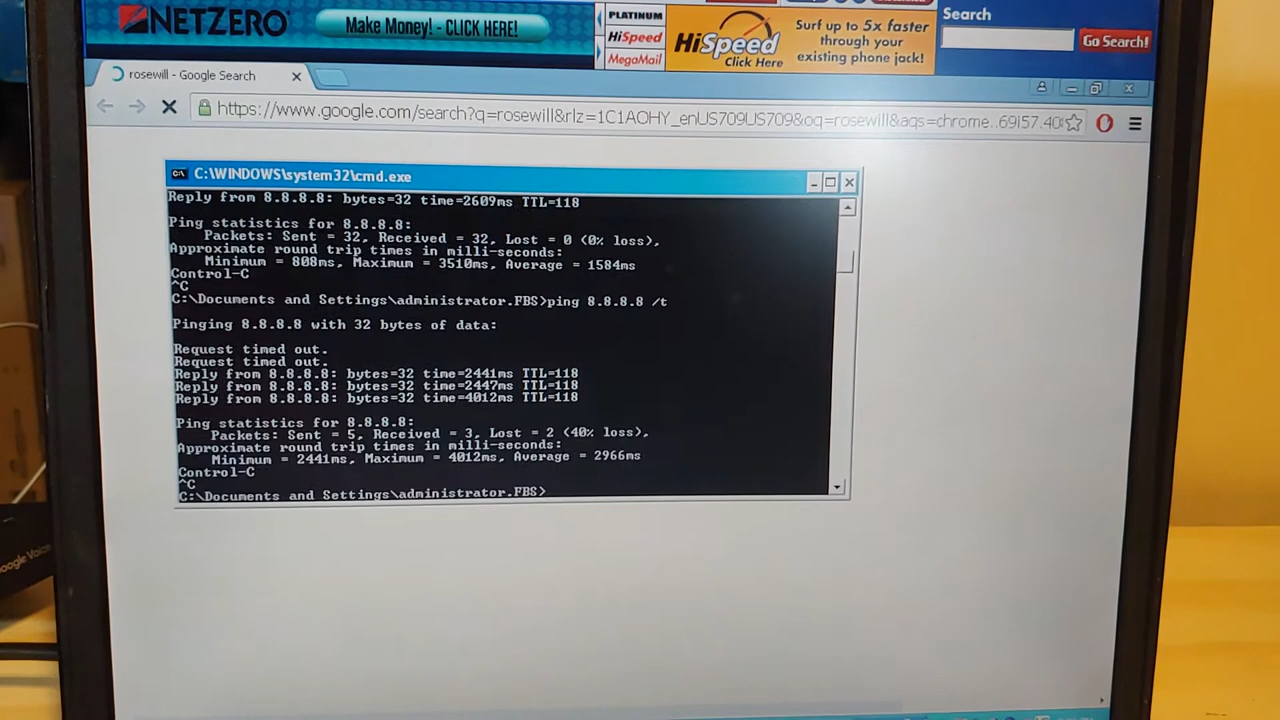 NETZERO
Make Money! - CLICK HERE!
PLATINUM
HiSpeed
MegaMail
HiSpeed
Click Here
Surf up to 5x faster
through your
existing phone jack!
Search
Go Search!
rosewill - Google Search
https://www.google.com/search?q=rosewill&rlz=1C1AOHY_enUS709US709&oq=rosewill&aqs=chrome..69i57.40
C:\WINDOWS\system32\cmd.exe
Reply from 8.8.8.8: bytes=32 time=2609ms TTL=118
Ping statistics for 8.8.8.8:
Packets: Sent = 32, Received = 32, Lost = 0 (0% loss),
Approximate round trip times in milli-seconds:
Minimum = 808ms, Maximum = 3510ms, Average = 1584ms
Control-C
^C
C:\Documents and Settings\administrator.FBS>ping 8.8.8.8 /t
Pinging 8.8.8.8 with 32 bytes of data:
Request timed out.
Request timed out.
Reply from 8.8.8.8: bytes=32 time=2441ms TTL=118
Reply from 8.8.8.8: bytes=32 time=2447ms TTL=118
Reply from 8.8.8.8: bytes=32 time=4012ms TTL=118
Ping statistics for 8.8.8.8:
Packets: Sent = 5, Received = 3, Lost = 2 (40% loss),
Approximate round trip times in milli-seconds:
Minimum = 2441ms, Maximum = 4012ms, Average = 2966ms
Control-C
^C
C:\Documents and Settings\administrator.FBS>